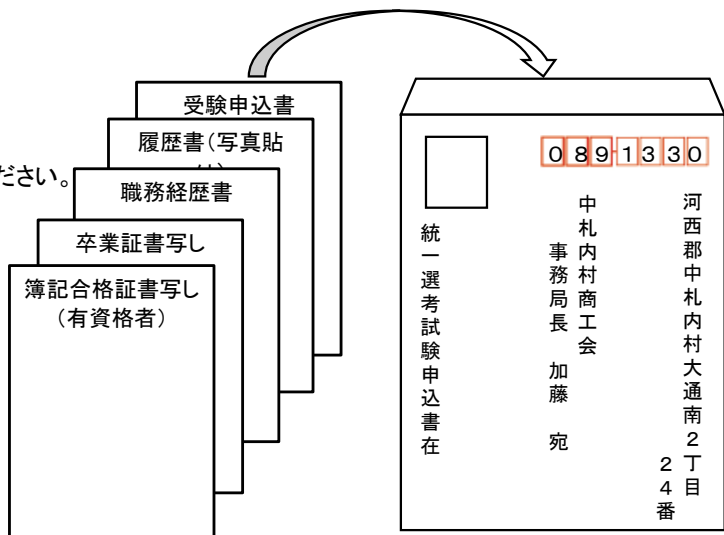 ださい。
受験申込書
履歴書(写真貼
職務経歴書
卒業証書写し
簿記合格証書写し
(有資格者)
089-1330
河西郡中札内村大通南2丁目
24番
中札内村商工会
事務局長 加藤 宛
統一選考試験申込書在